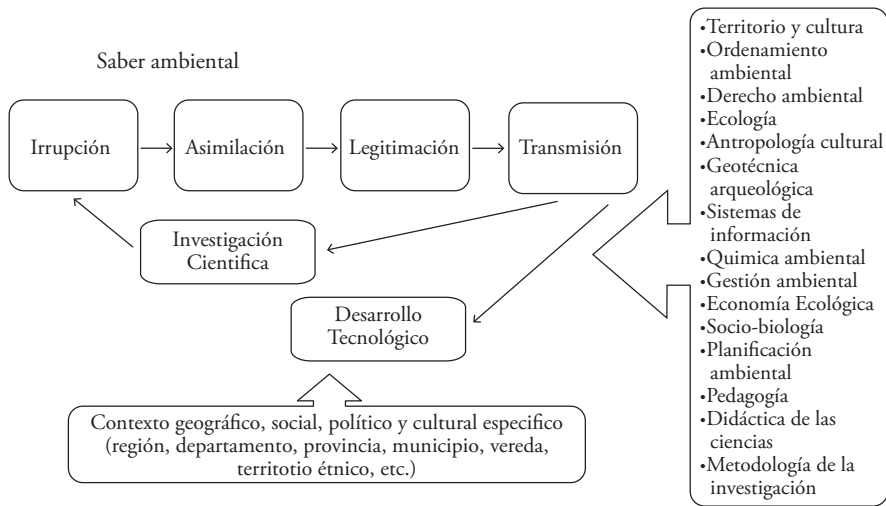 Saber ambiental
Irrupción
Asimilación
Legitimación
Transmisión
Investigación
Cientifica
Desarrollo
Tecnológico
Contexto geográfico, social, político y cultural especifico
(región, departamento, provincia, municipio, vereda,
territotio étnico, etc.)
•Territorio y cultura
•Ordenamiento
ambiental
•Derecho ambiental
•Ecología
•Antropología cultural
•Geotécnica
arqueológica
•Sistemas de
información
•Quimica ambiental
•Gestión ambiental
•Economía Ecológica
•Socio-biología
•Planificación
ambiental
•Pedagogía
•Didáctica de las
ciencias
•Metodología de la
investigación